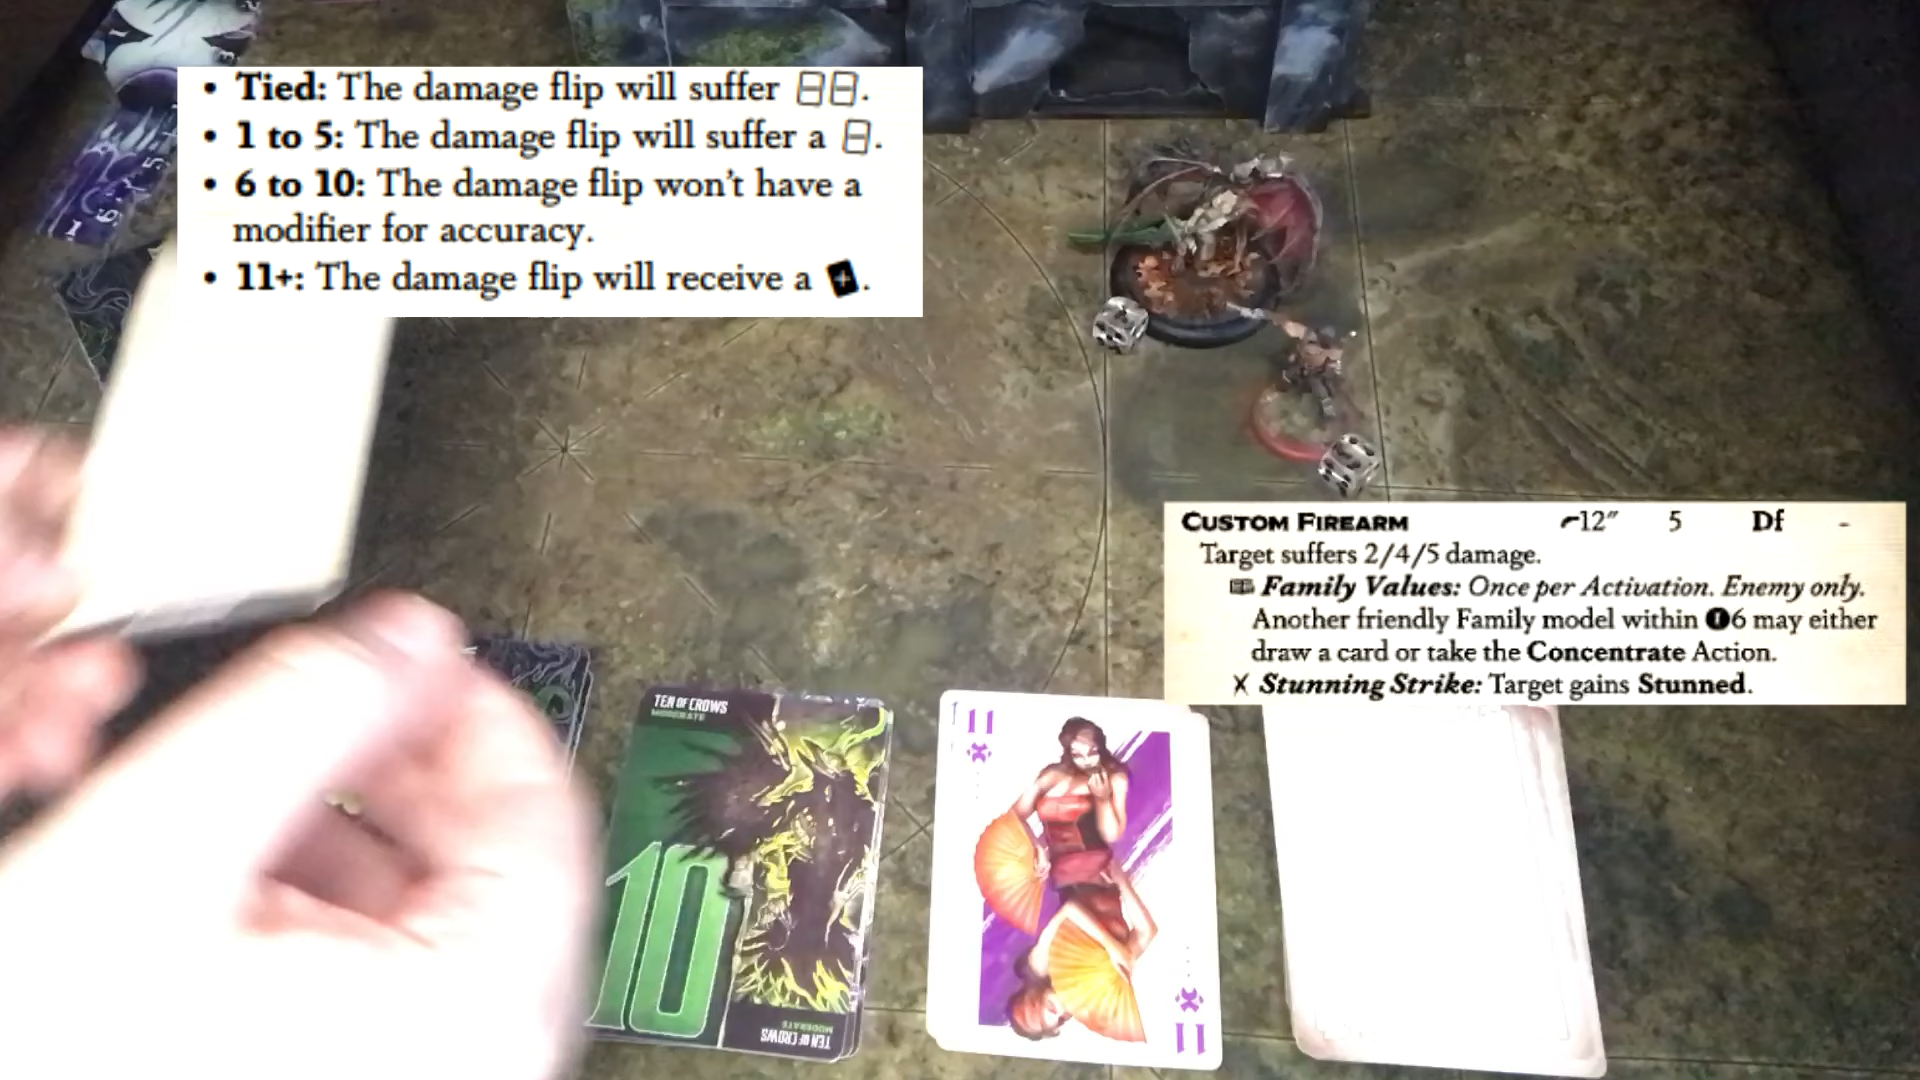 • Tied: The damage flip will suffer ⊟⊟.
• 1 to 5: The damage flip will suffer a ⊟.
• 6 to 10: The damage flip won't have a
modifier for accuracy.
• 11+: The damage flip will receive a +.
CUSTOM FIREARM 12" 5 Df -
Target suffers 2/4/5 damage.
Family Values: Once per Activation. Enemy only.
Another friendly Family model within 6 may either
draw a card or take the Concentrate Action.
Stunning Strike: Target gains Stunned.
TEN OF CROWS
MODERATE
10
MODERATE
TEN OF CROWS
11
11